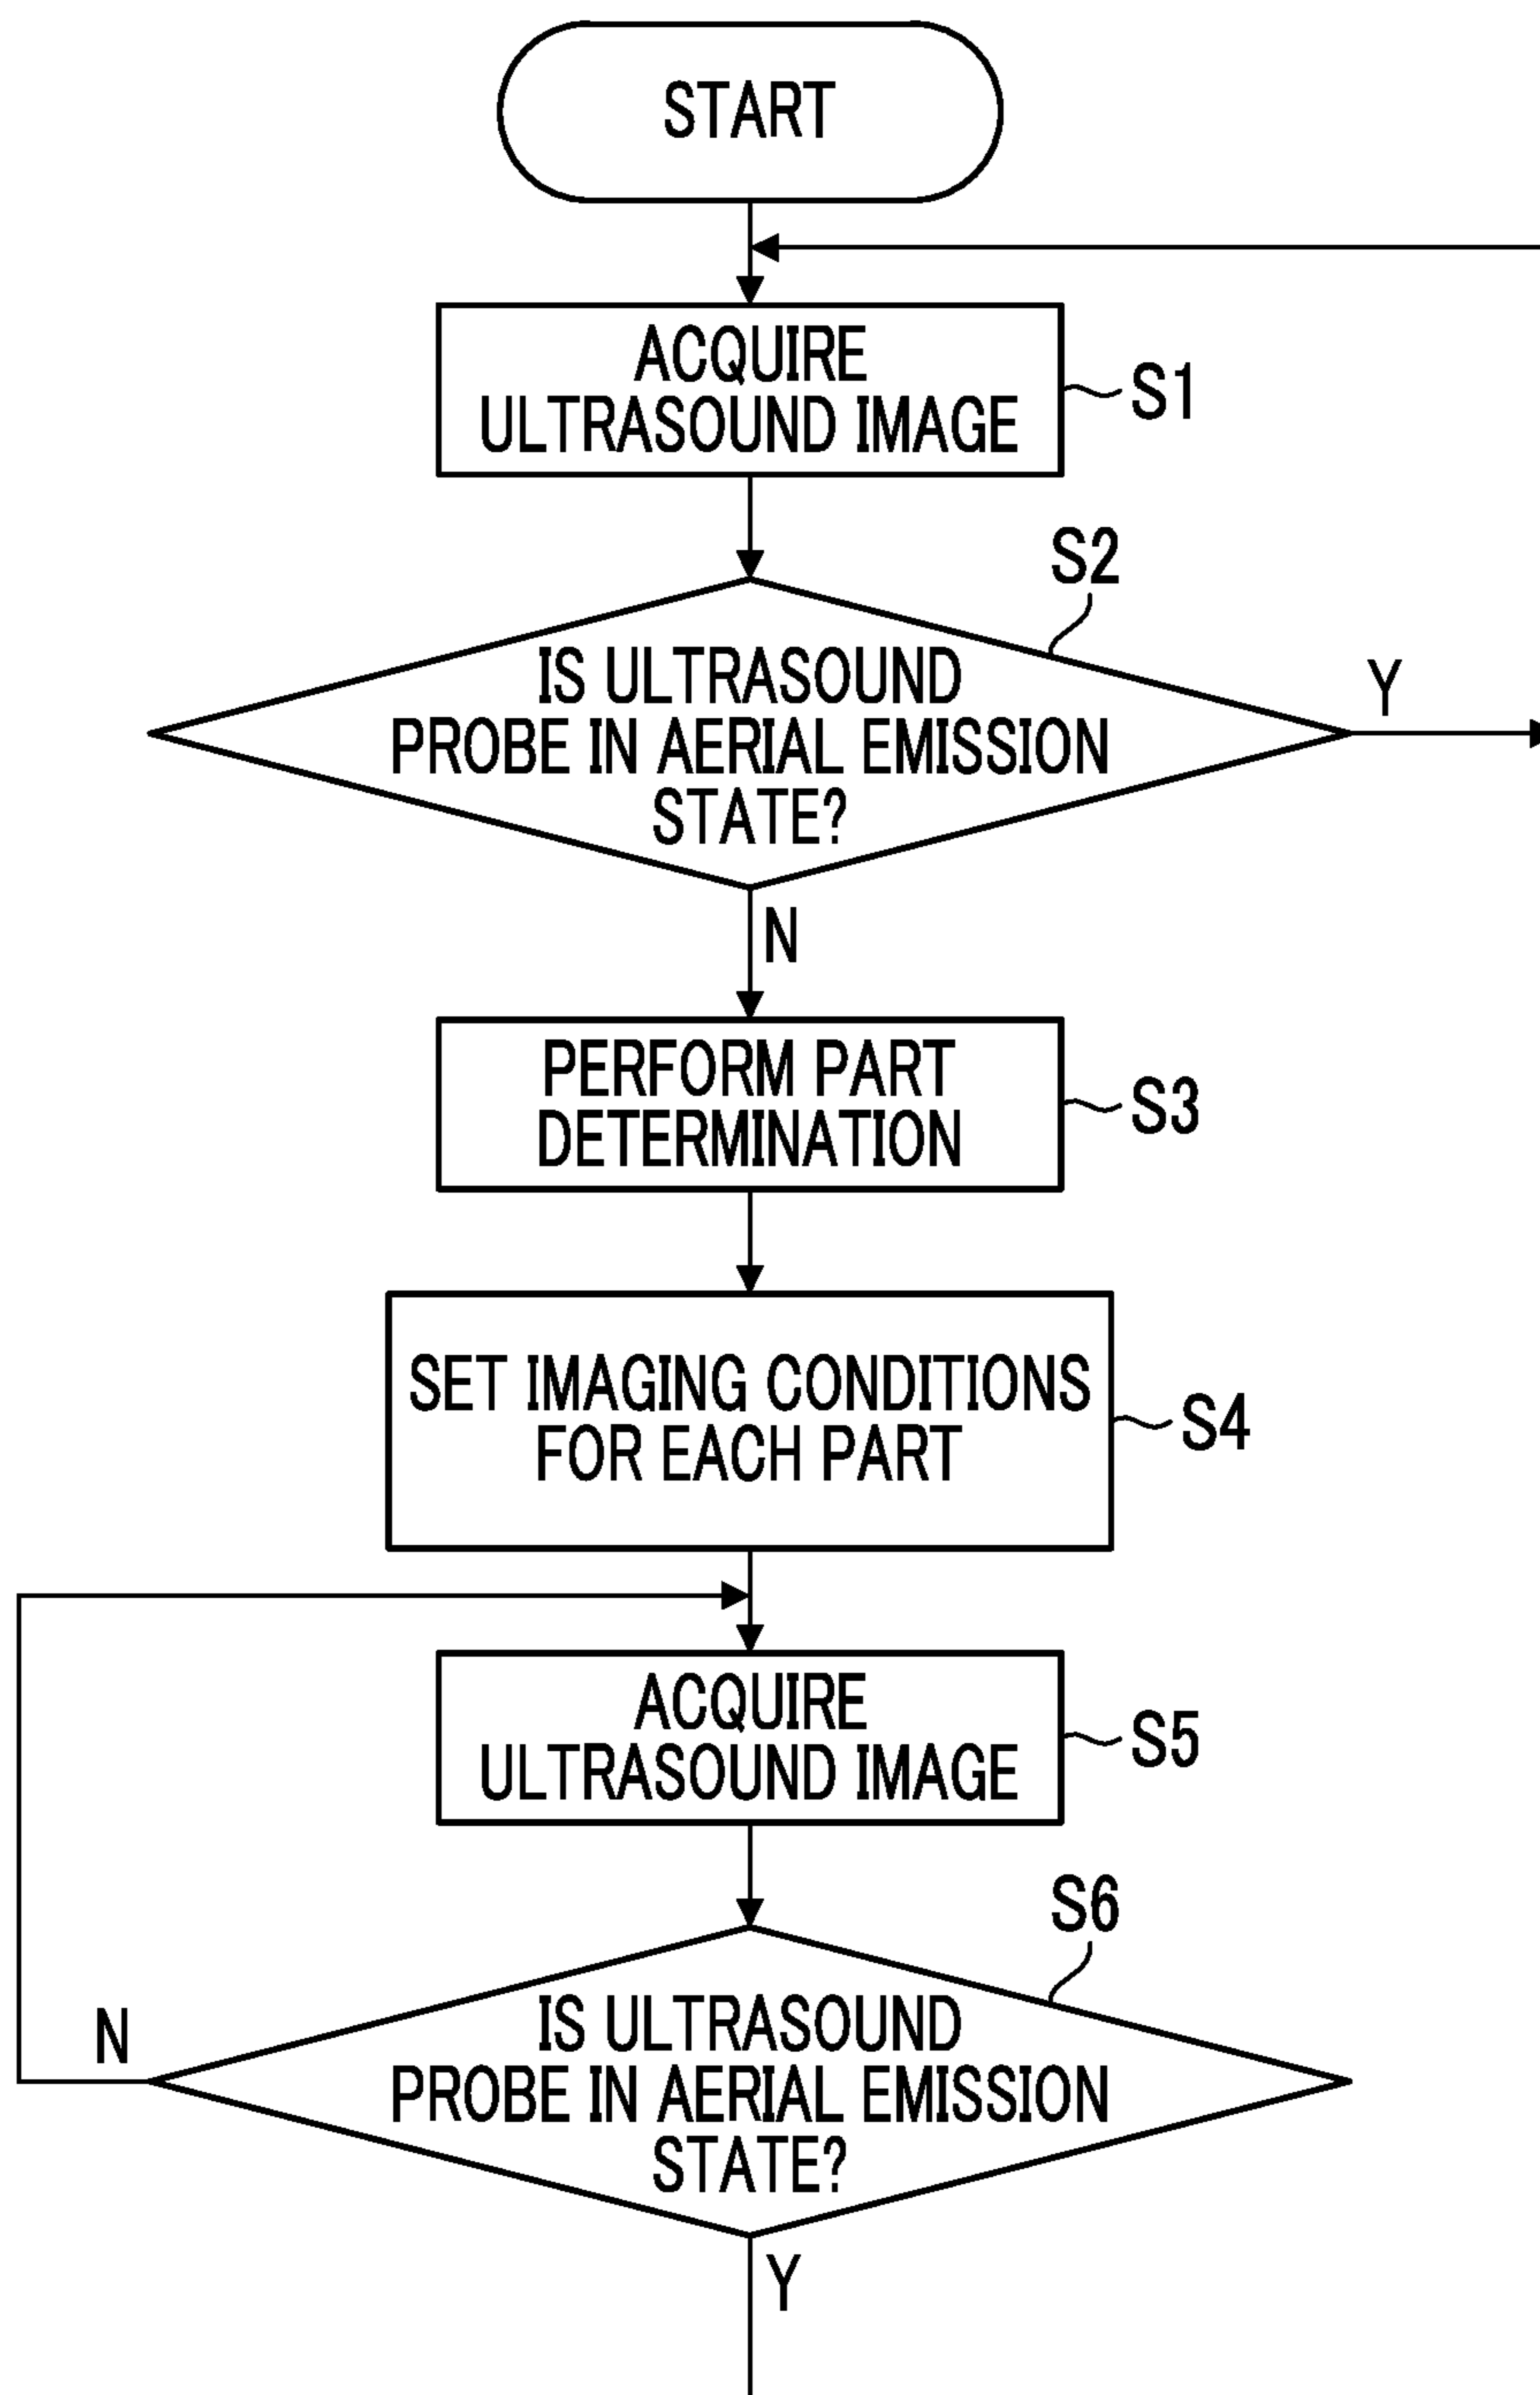 START
ACQUIRE
ULTRASOUND IMAGE
S1
S2
IS ULTRASOUND
PROBE IN AERIAL EMISSION
STATE?
Y
N
PERFORM PART
DETERMINATION
S3
SET IMAGING CONDITIONS
FOR EACH PART
S4
ACQUIRE
ULTRASOUND IMAGE
S5
S6
IS ULTRASOUND
PROBE IN AERIAL EMISSION
STATE?
N
Y